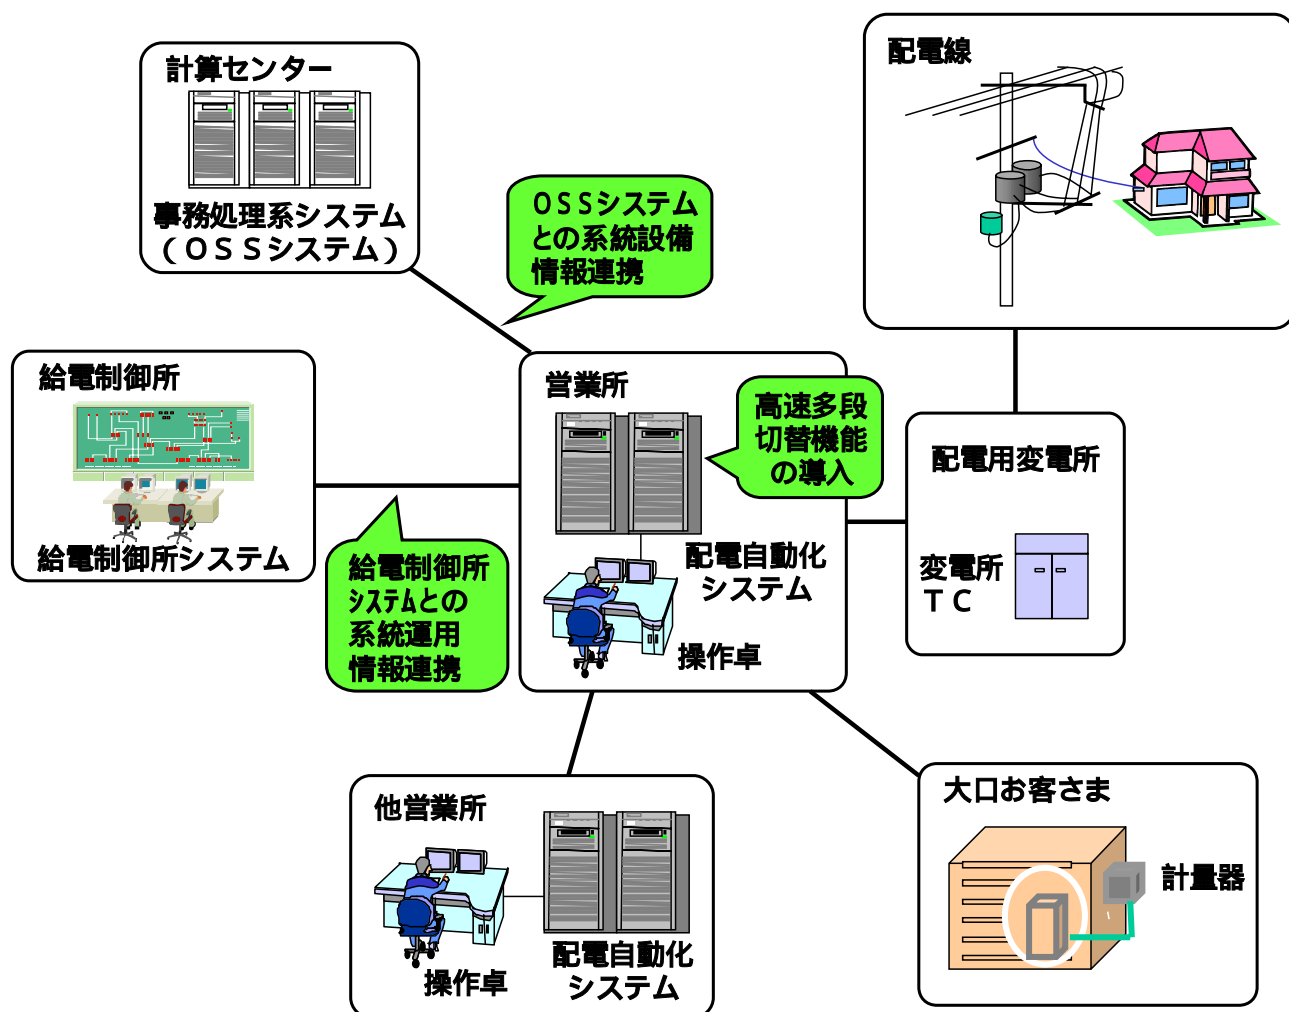 計算センター
事務処理系システム
（ＯＳＳシステム）
ＯＳＳシステム
との系統設備
情報連携
配電線
給電制御所
給電制御所システム
給電制御所
ｼｽﾃﾑとの
系統運用
情報連携
営業所
高速多段
切替機能
の導入
配電自動化
システム
操作卓
配電用変電所
変電所
ＴＣ
他営業所
操作卓
配電自動化
システム
大口お客さま
計量器